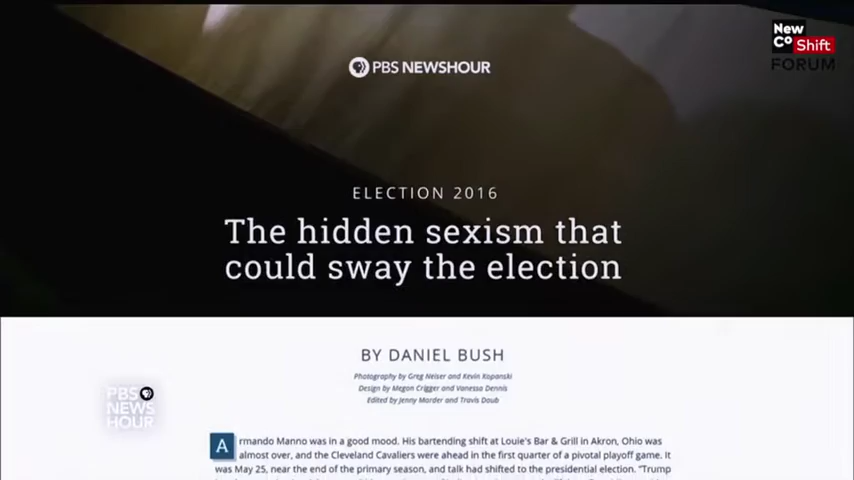 New
Co Shift
FORUM
PBS NEWSHOUR
ELECTION 2016
The hidden sexism that
could sway the election
BY DANIEL BUSH
Photography by Greg Neiser and Kevin Kopanski
Design by Megan Crigger and Vanessa Dennis
Edited by Jenny Marder and Travis Daub
PBS
NEWS
HOUR
Armando Manno was in a good mood. His bartending shift at Louie's Bar & Grill in Akron, Ohio was
almost over, and the Cleveland Cavaliers were ahead in the first quarter of a pivotal playoff game. It
was May 25, near the end of the primary season, and talk had shifted to the presidential election. "Trump